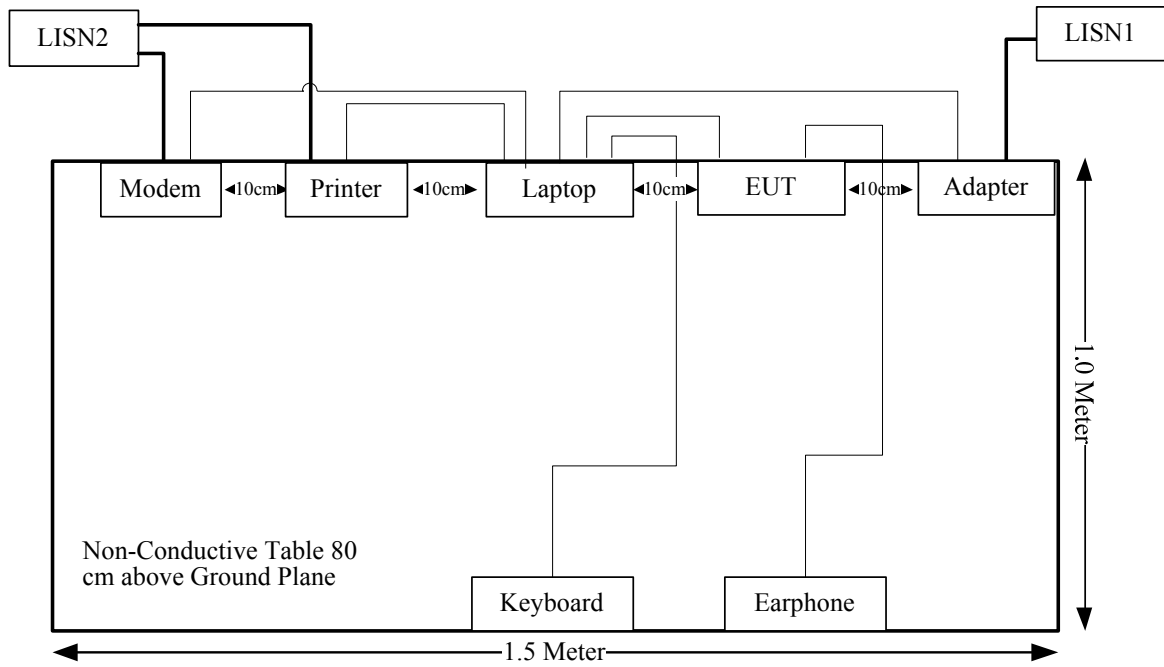 LISN2
LISN1
Modem
10cm
Printer
10cm
Laptop
10cm
EUT
10cm
Adapter
1.0 Meter
Non-Conductive Table 80
cm above Ground Plane
Keyboard
Earphone
1.5 Meter